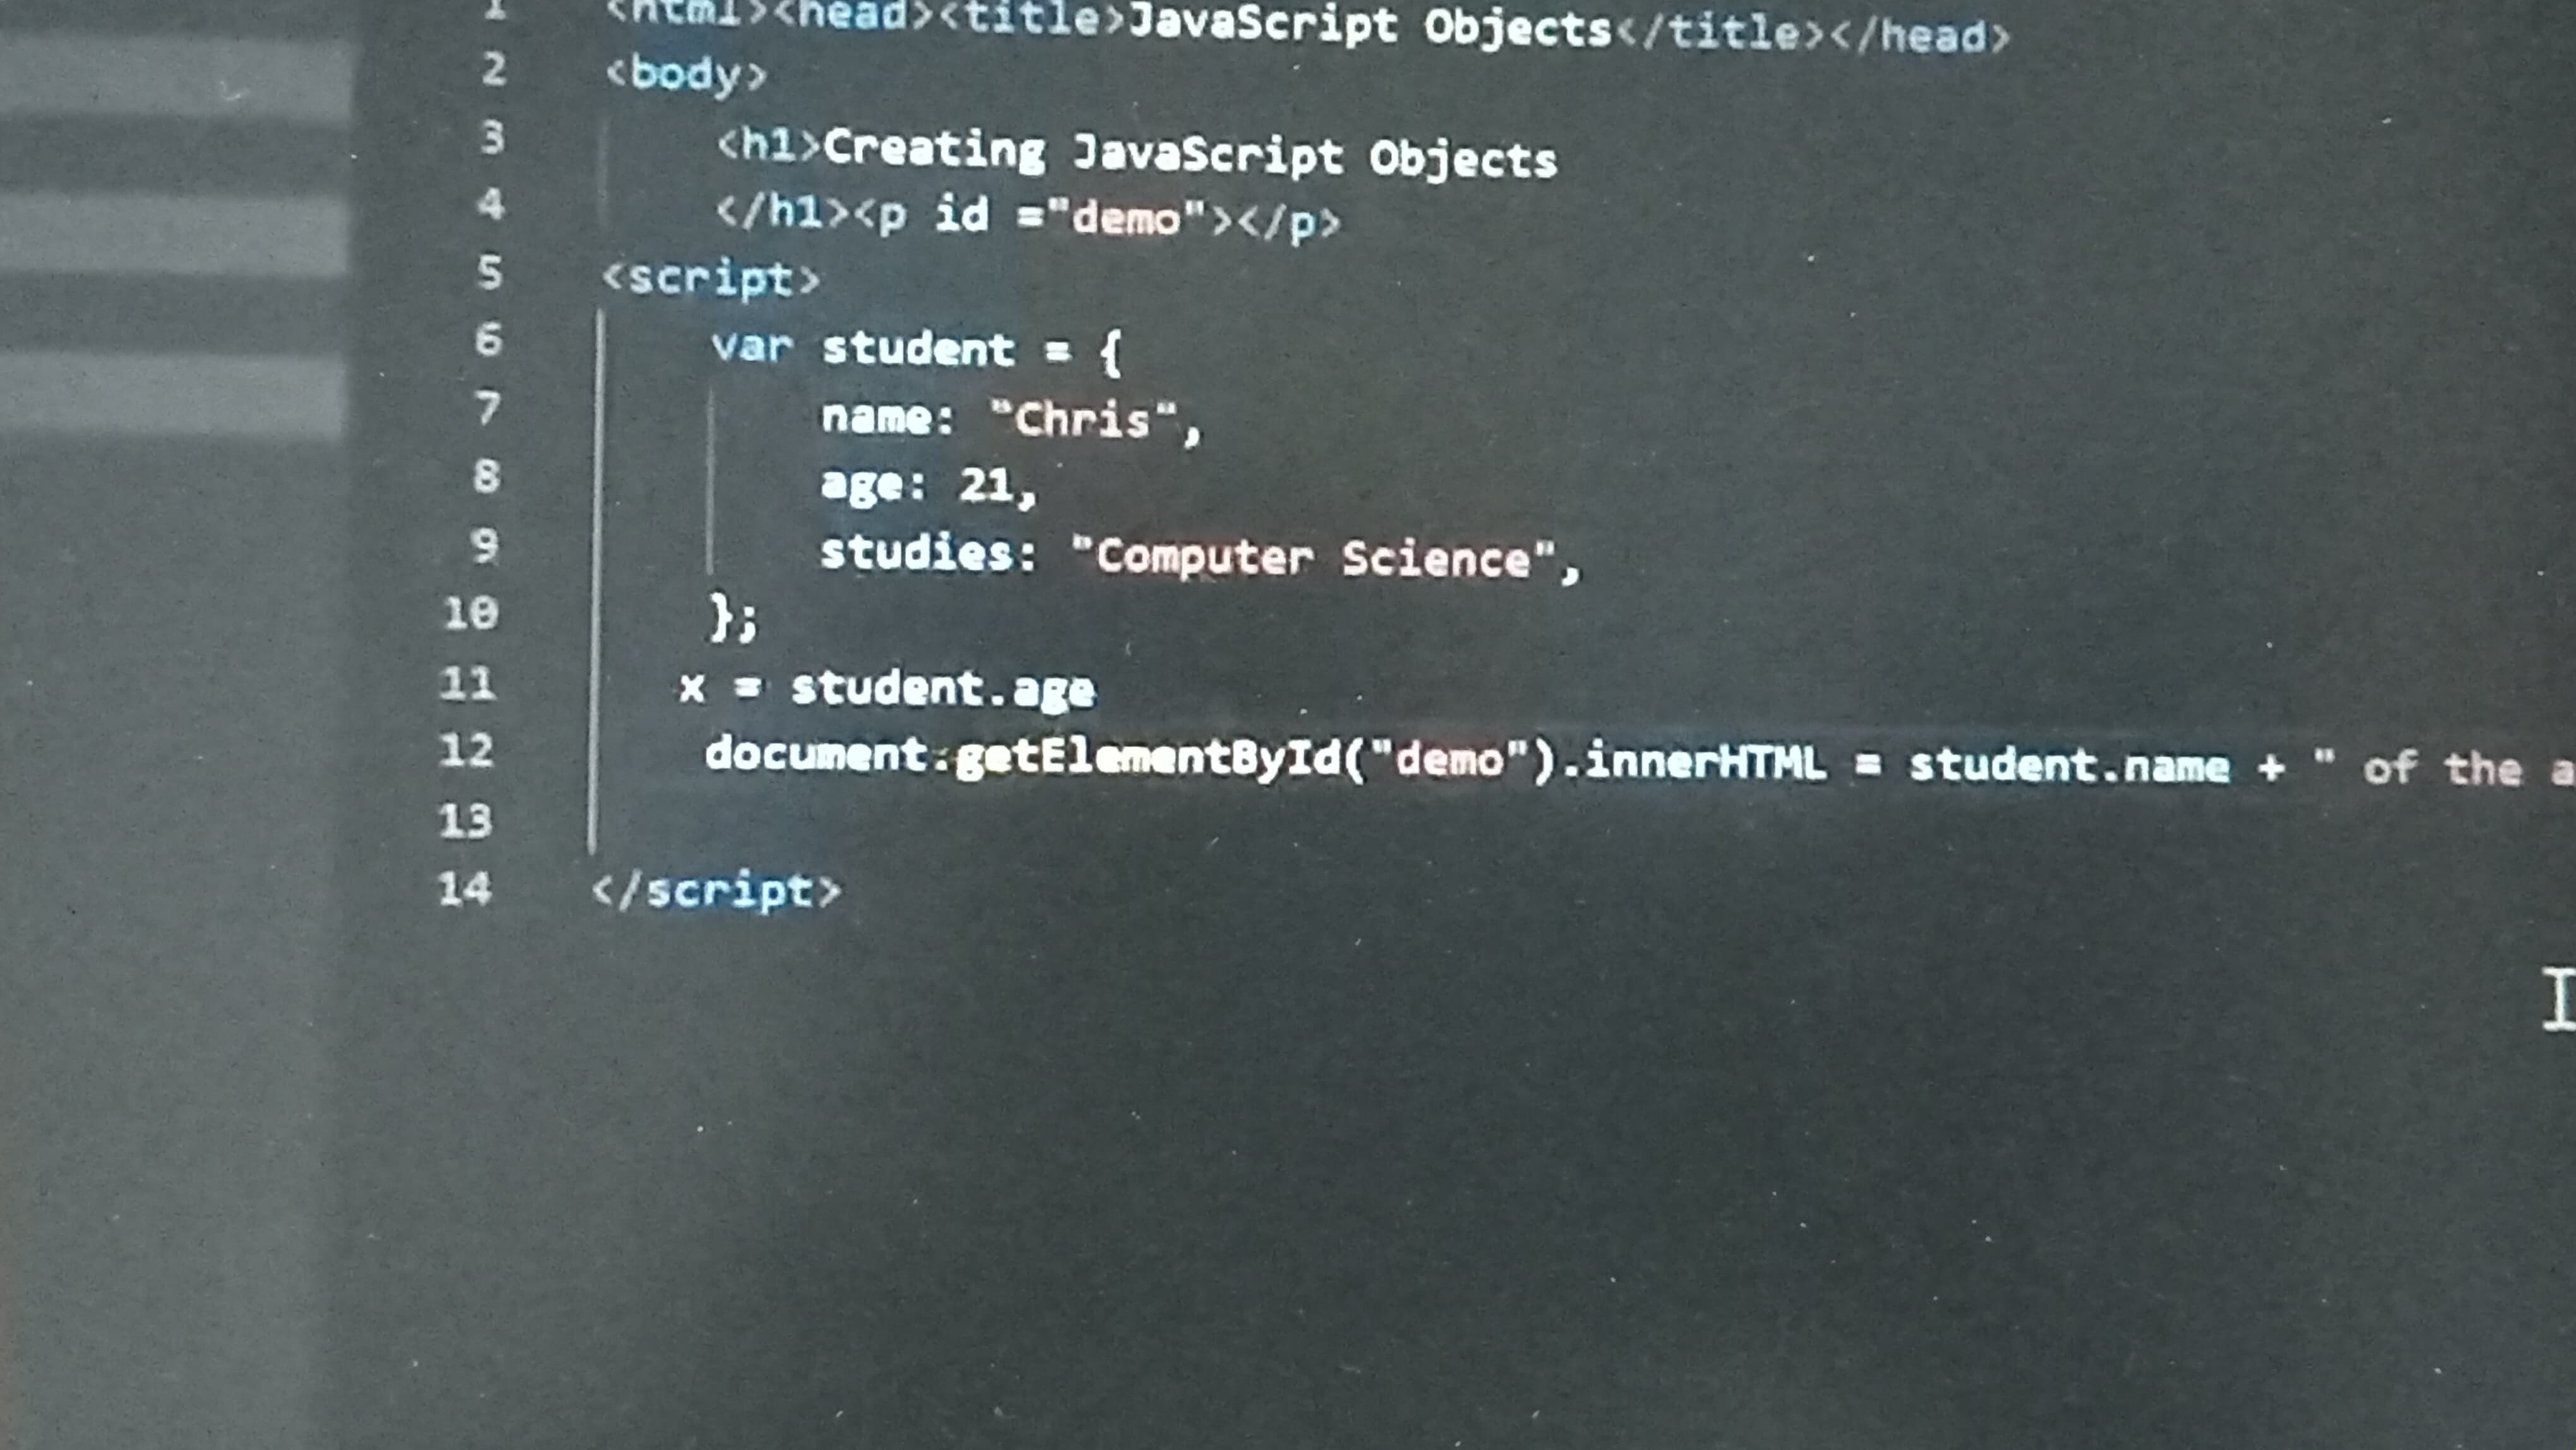 1 <html><head><title>JavaScript Objects</title></head>
2 <body>
3 <h1>Creating JavaScript Objects
4 </h1><p id ="demo"></p>
5 <script>
6 var student = {
7 name: "Chris",
8 age: 21,
9 studies: "Computer Science",
10 };
11 x = student.age
12 document.getElementById("demo").innerHTML = student.name + " of the
13
14 </script>